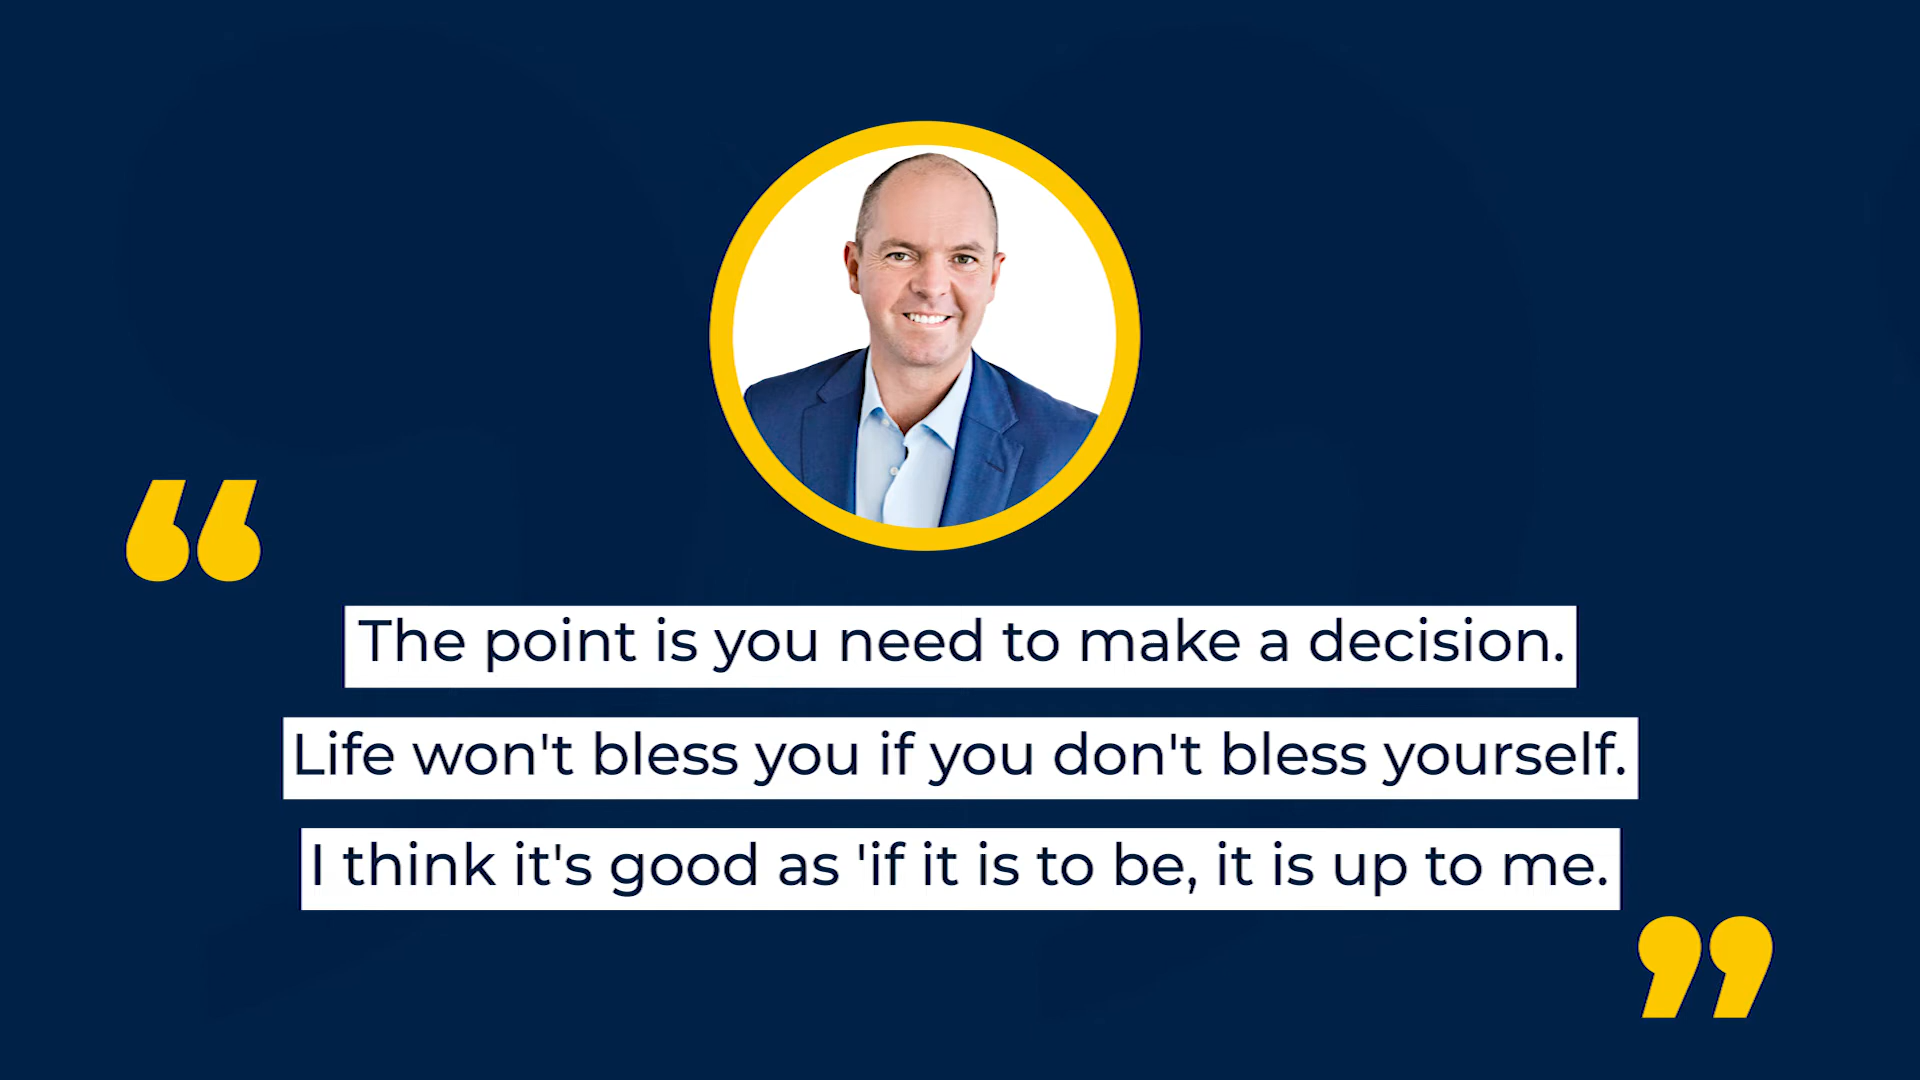 “
The point is you need to make a decision.
Life won't bless you if you don't bless yourself.
I think it's good as 'if it is to be, it is up to me.
”